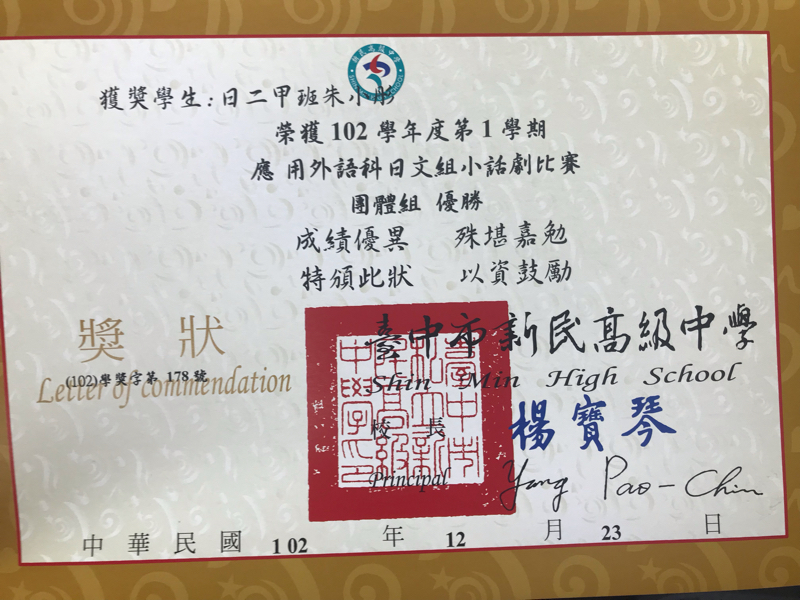 獲獎學生：日二甲班朱小彤
榮獲 102 學年度第 1 學期
應 用外語科日文組小話劇比賽
團體組 優勝
成績優異 殊堪嘉勉
特頒此狀 以資鼓勵
獎狀
Letter of commendation
(102)學獎字第 178 號
臺中市新民高級中學
Shin Min High School
校長 楊寶琴
Principal Yang Pao-Chin
中華民國 102 年 12 月 23 日